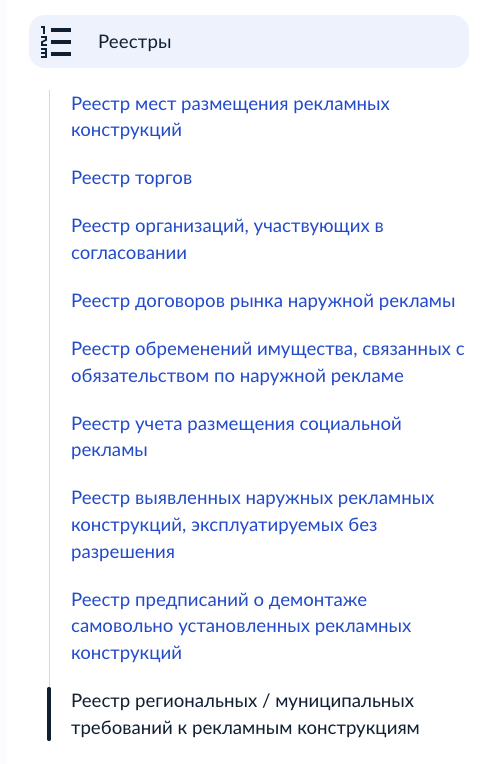 Реестры
Реестр мест размещения рекламных
конструкций
Реестр торгов
Реестр организаций, участвующих в
согласовании
Реестр договоров рынка наружной рекламы
Реестр обременений имущества, связанных с
обязательством по наружной рекламе
Реестр учета размещения социальной
рекламы
Реестр выявленных наружных рекламных
конструкций, эксплуатируемых без
разрешения
Реестр предписаний о демонтаже
самовольно установленных рекламных
конструкций
Реестр региональных / муниципальных
требований к рекламным конструкциям